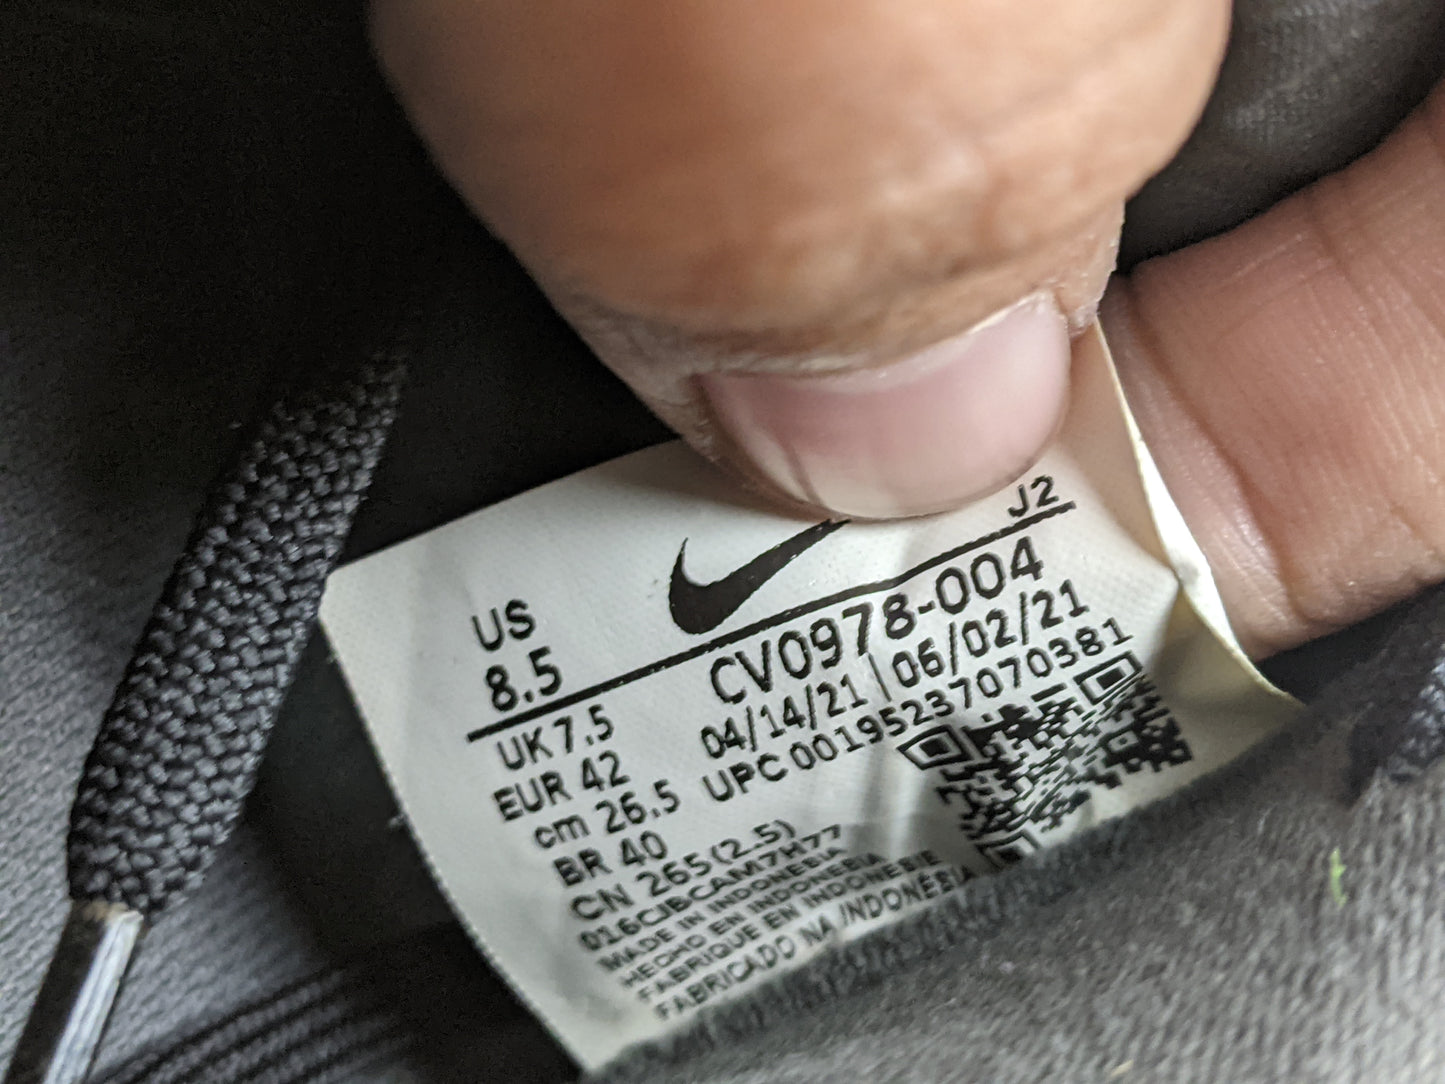 J2
US
8.5
CV0978-004
04/14/21 | 06/02/21
UPC 00195237070381
UK 7.5
EUR 42
cm 26.5
BR 40
CN 265(2.5)
016CJBCAM7H77
MADE IN INDONESIA
HECHO EN INDONESIA
FABRIQUE EN INDONESIE
FABRICADO NA INDONÉSIA